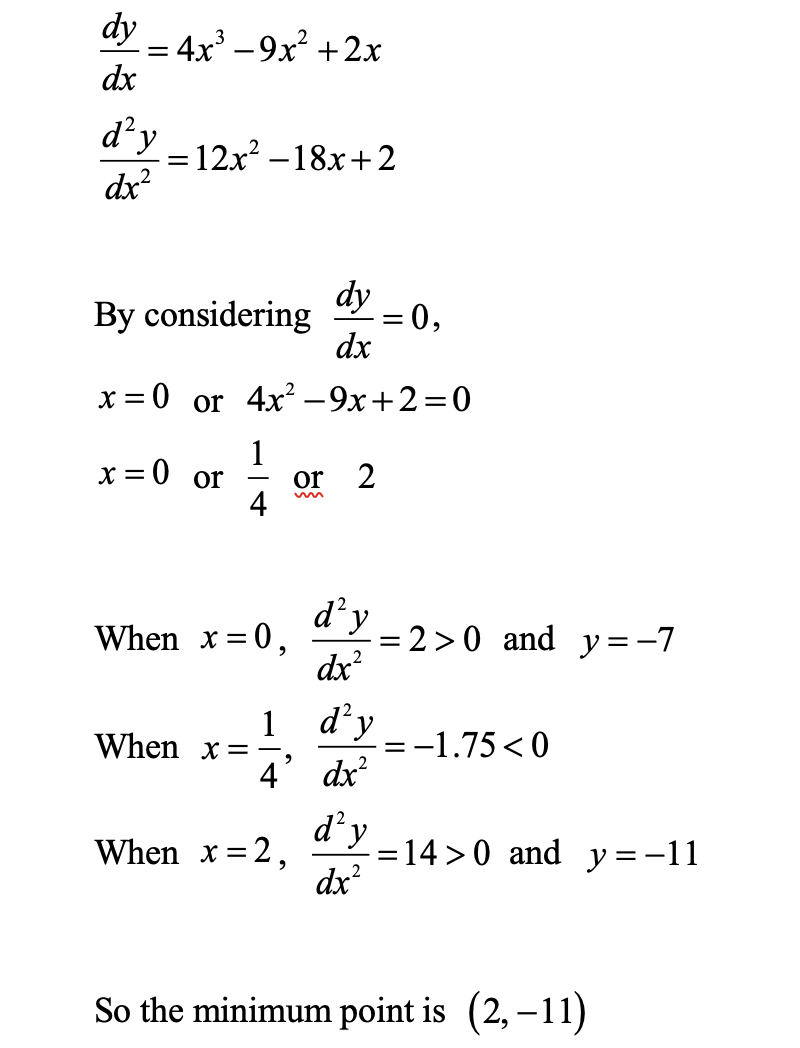 dy/dx = 4x³ – 9x² + 2x
d²y/dx² = 12x² – 18x + 2
By considering dy/dx = 0,
x = 0 or 4x² – 9x + 2 = 0
x = 0 or 1/4 or 2
When x = 0, d²y/dx² = 2 > 0 and y = –7
When x = 1/4, d²y/dx² = –1.75 < 0
When x = 2, d²y/dx² = 14 > 0 and y = –11
So the minimum point is (2, –11)